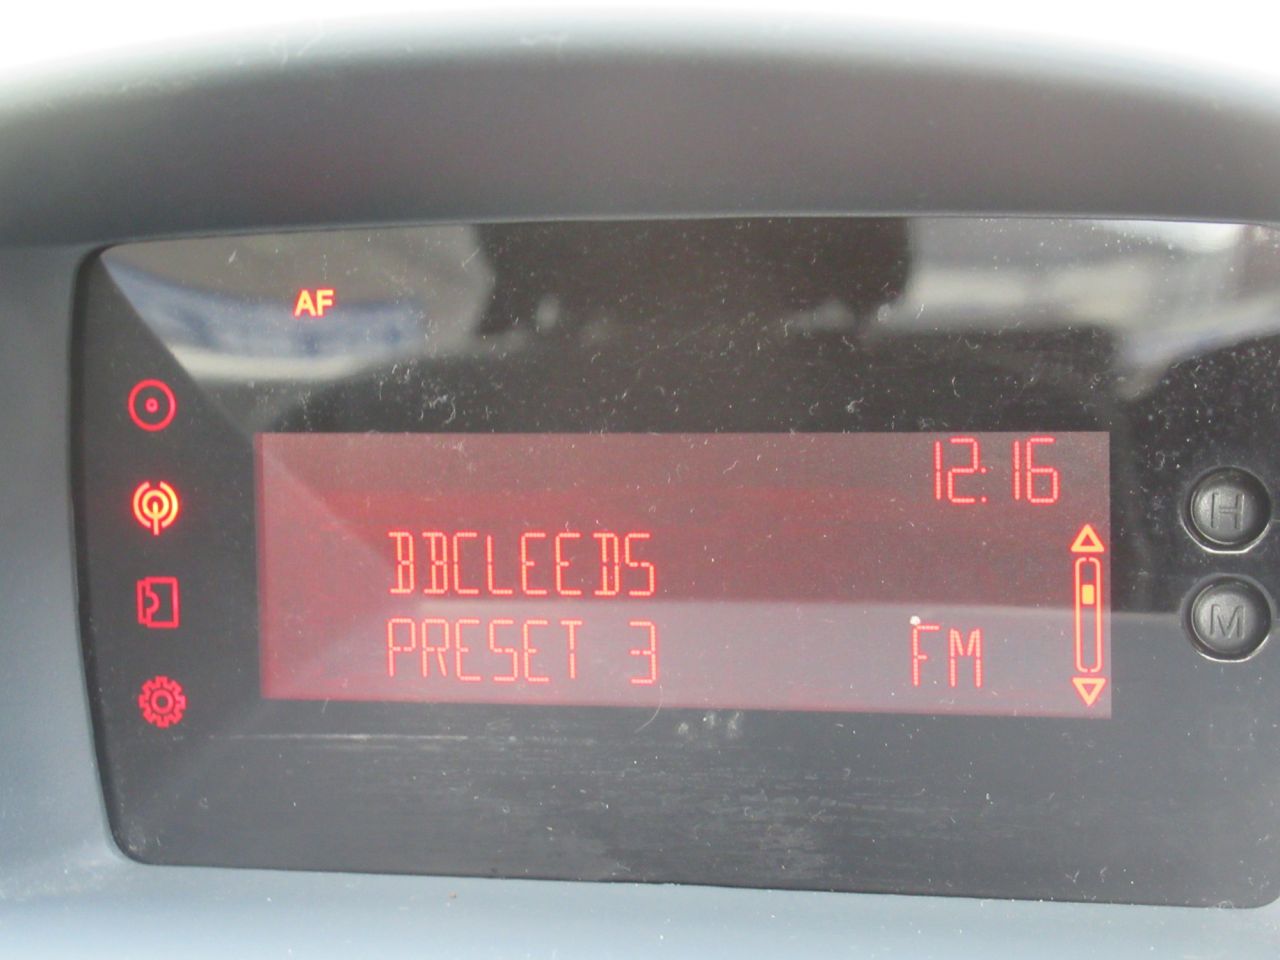 AF
12:16
BBCLEEDS
PRESET 3 FM
H
M